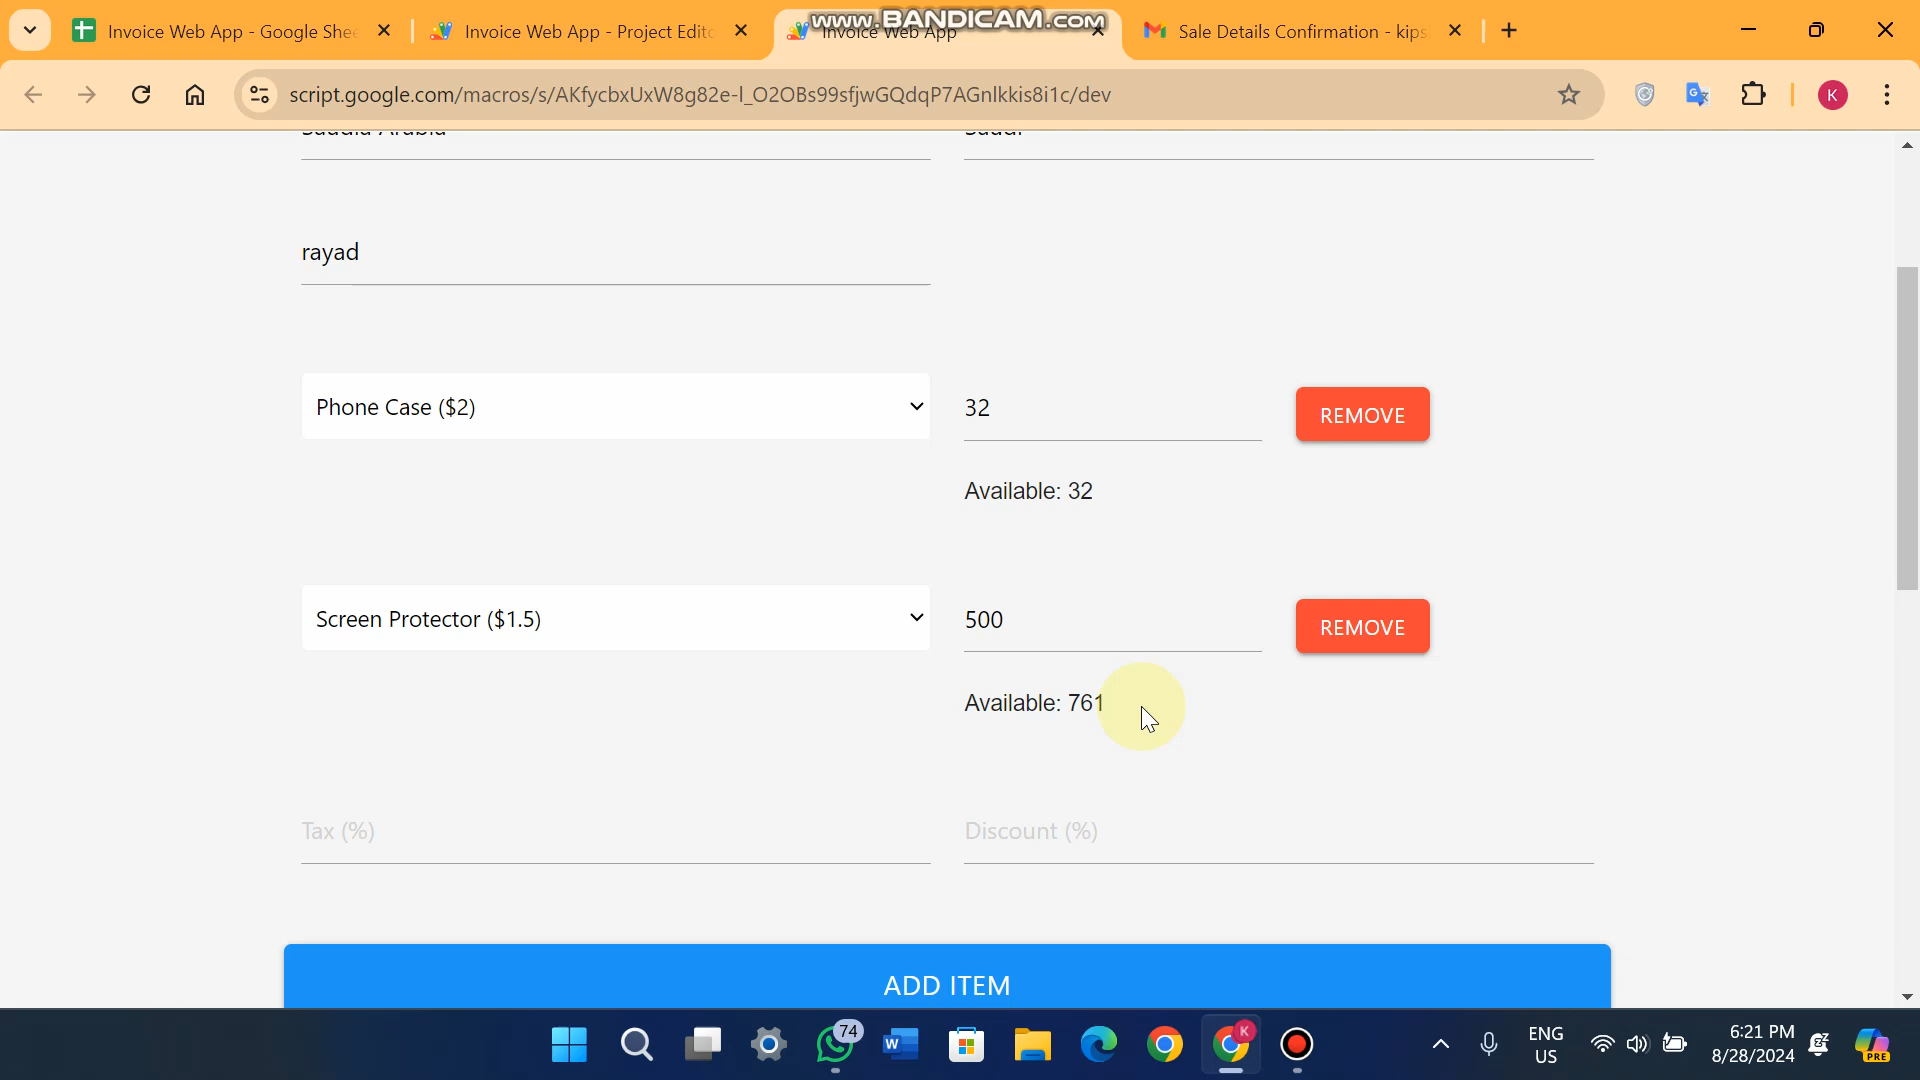 www.BANDICAM.com
Invoice Web App - Google She
Invoice Web App - Project Edito
Invoice Web App
Sale Details Confirmation - kips
script.google.com/macros/s/AKfycbxUxW8g82e-l_O2OBs99sfjwGQdqP7AGnlkkis8i1c/dev
K
rayad
Phone Case ($2)
32
REMOVE
Available: 32
Screen Protector ($1.5)
500
REMOVE
Available: 761
Tax (%)
Discount (%)
ADD ITEM
74
K
ENG
US
6:21 PM
8/28/2024
PRE